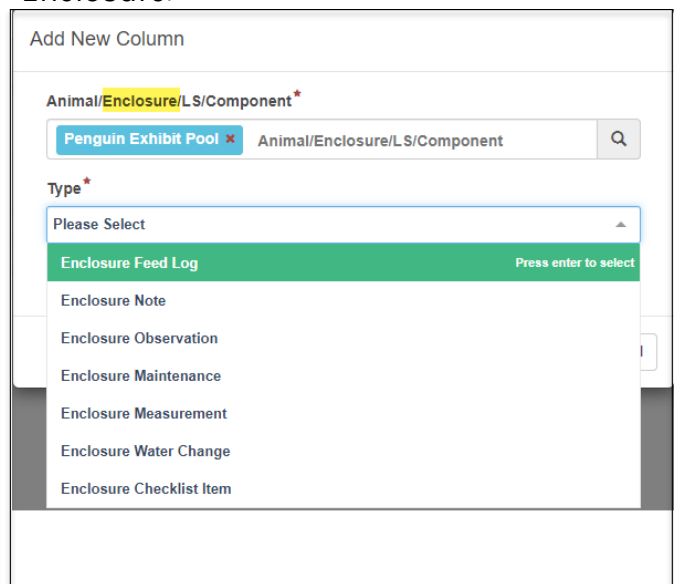 Enclosure.
Add New Column
Animal/Enclosure/LS/Component*
Penguin Exhibit Pool × Animal/Enclosure/LS/Component
Type*
Please Select
Enclosure Feed Log Press enter to select
Enclosure Note
Enclosure Observation
Enclosure Maintenance
Enclosure Measurement
Enclosure Water Change
Enclosure Checklist Item